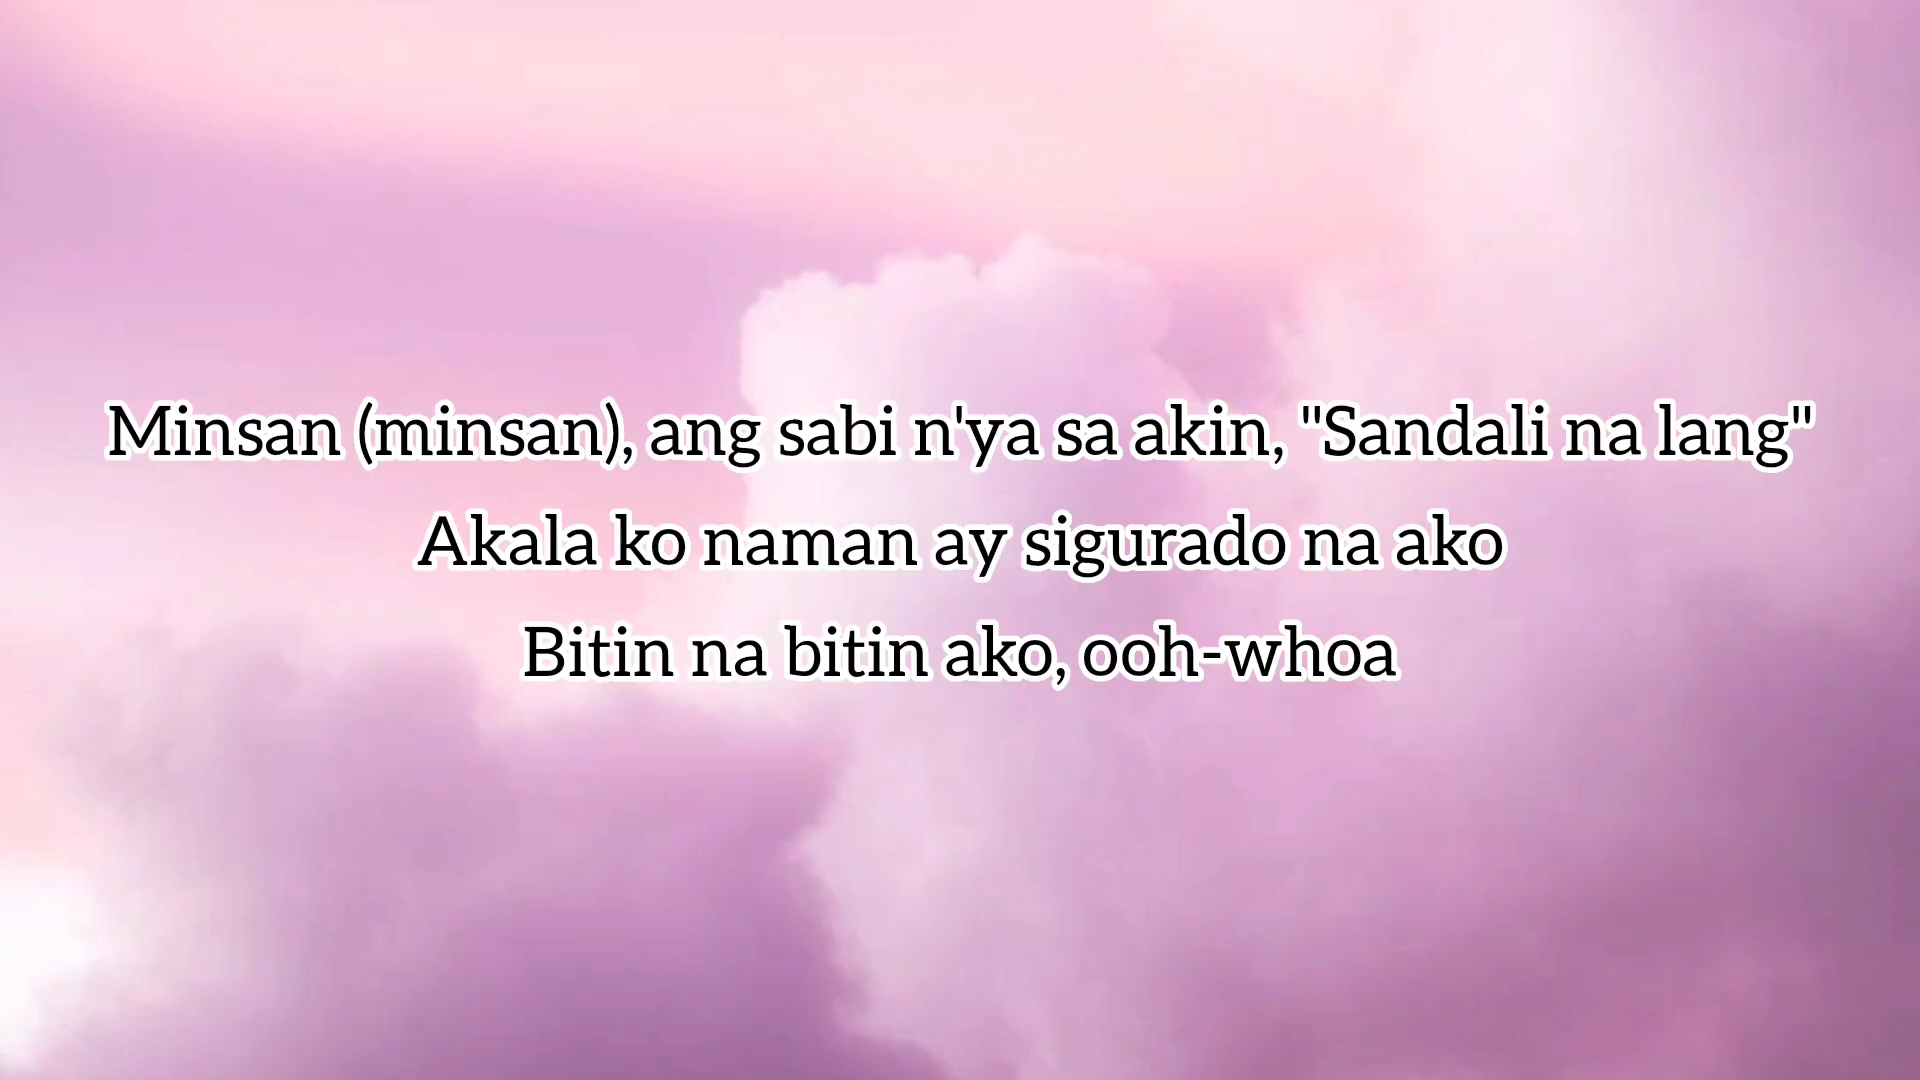 Minsan (minsan), ang sabi n'ya sa akin, "Sandali na lang"
Akala ko naman ay sigurado na ako
Bitin na bitin ako, ooh-whoa